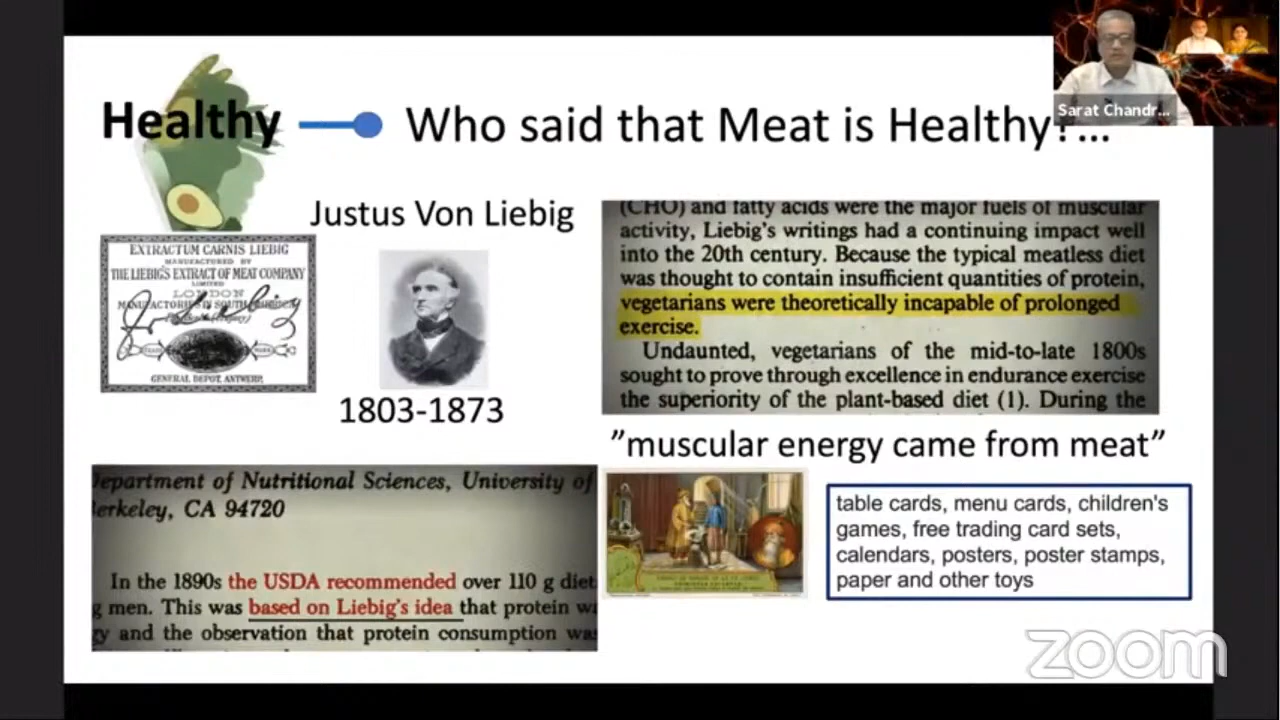 Healthy
Who said that Meat is Healthy?...
Sarat Chandr...
Justus Von Liebig
EXTRACTUM CARNIS LIEBIG
MANUFACTURED BY
THE LIEBIG'S EXTRACT OF MEAT COMPANY
LIMITED
LONDON
MANUFACTORIES IN SOUTH
GENERAL DEPOT, ANTWERP.
1803-1873
(CHO) and fatty acids were the major fuels of muscular
activity, Liebig's writings had a continuing impact well
into the 20th century. Because the typical meatless diet
was thought to contain insufficient quantities of protein,
vegetarians were theoretically incapable of prolonged
exercise.
Undaunted, vegetarians of the mid-to-late 1800s
sought to prove through excellence in endurance exercise
the superiority of the plant-based diet (1). During the
"muscular energy came from meat"
epartment of Nutritional Sciences, University of
erkeley, CA 94720
In the 1890s the USDA recommended over 110 g diet
g men. This was based on Liebig's idea that protein w
gy and the observation that protein consumption was
table cards, menu cards, children's
games, free trading card sets,
calendars, posters, poster stamps,
paper and other toys
zoom